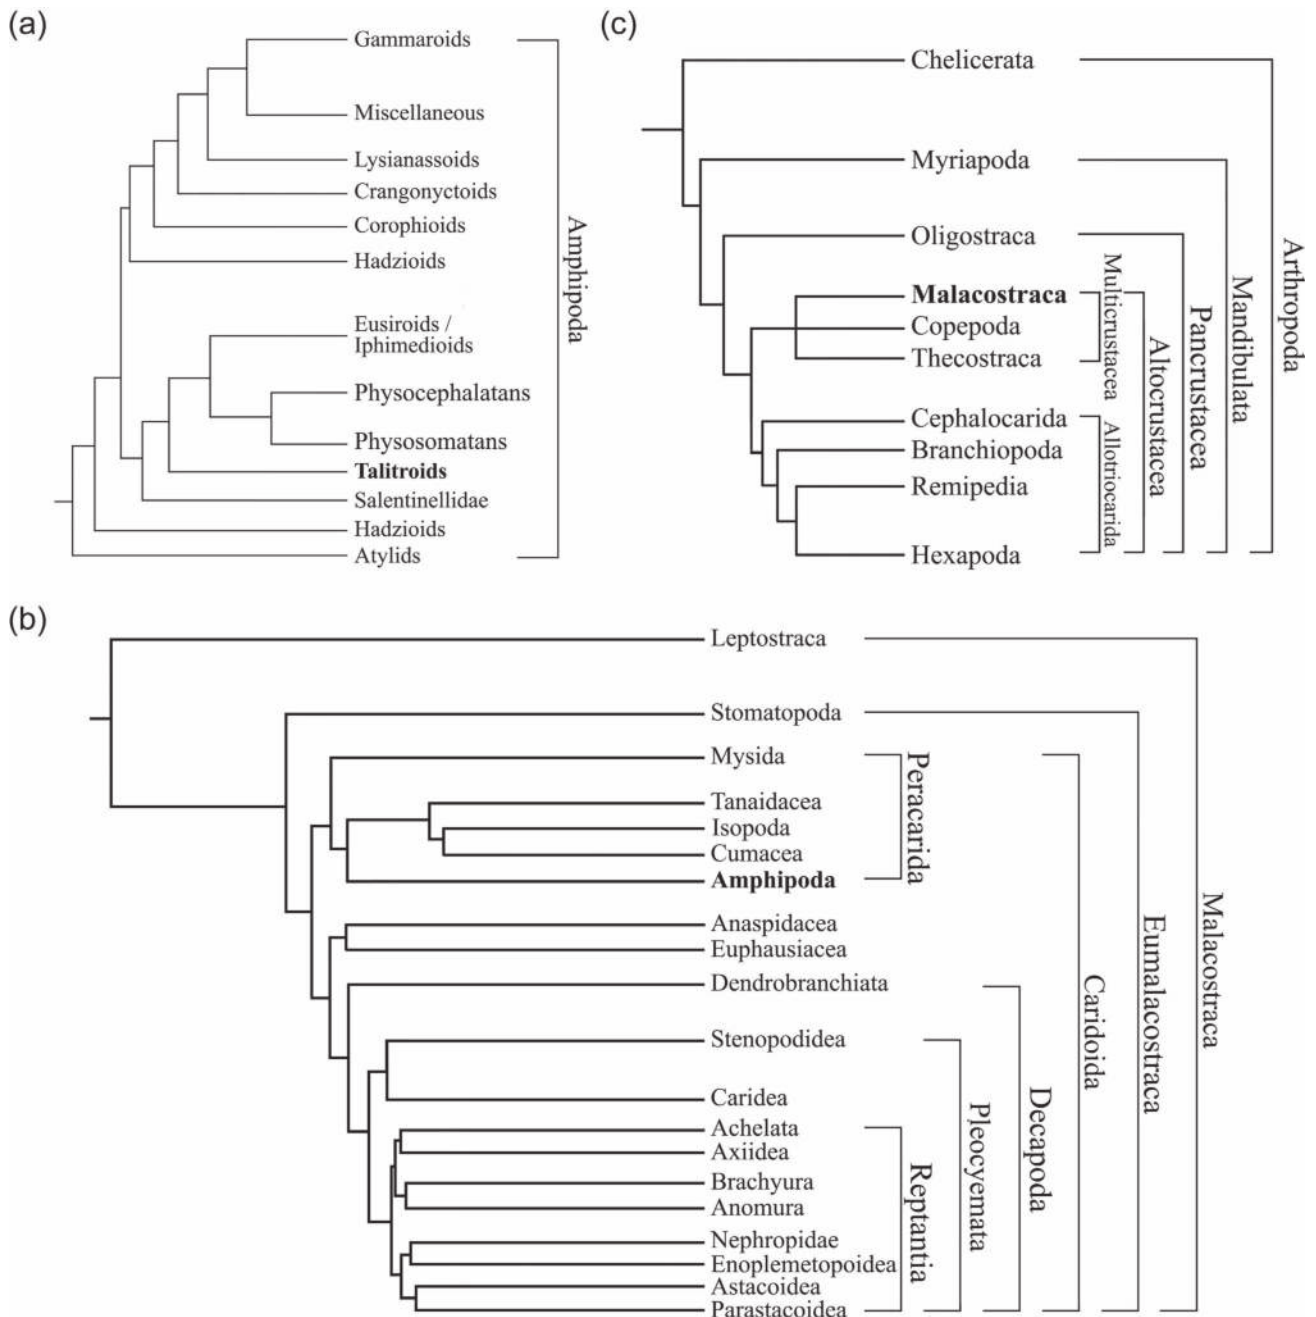 (a)
Gammaroids
Miscellaneous
Lysianassoids
Crangonyctoids
Corophioids
Hadzioids
Eusiroids /
Iphimedioids
Physocephalatans
Physosomatans
Talitroids
Salentinellidae
Hadzioids
Atylids
Amphipoda
(c)
Chelicerata
Myriapoda
Oligostraca
Malacostraca
Copepoda
Thecostraca
Cephalocarida
Branchiopoda
Remipedia
Hexapoda
Multicrustacea
Allotriocarida
Altocrustacea
Pancrustacea
Mandibulata
Arthropoda
(b)
Leptostraca
Stomatopoda
Mysida
Tanaidacea
Isopoda
Cumacea
Amphipoda
Anaspidacea
Euphausiacea
Dendrobranchiata
Stenopodidea
Caridea
Achelata
Axiidea
Brachyura
Anomura
Nephropidae
Enoplemetopoidea
Astacoidea
Parastacoidea
Peracarida
Reptantia
Pleocyemata
Decapoda
Caridoida
Eumalacostraca
Malacostraca